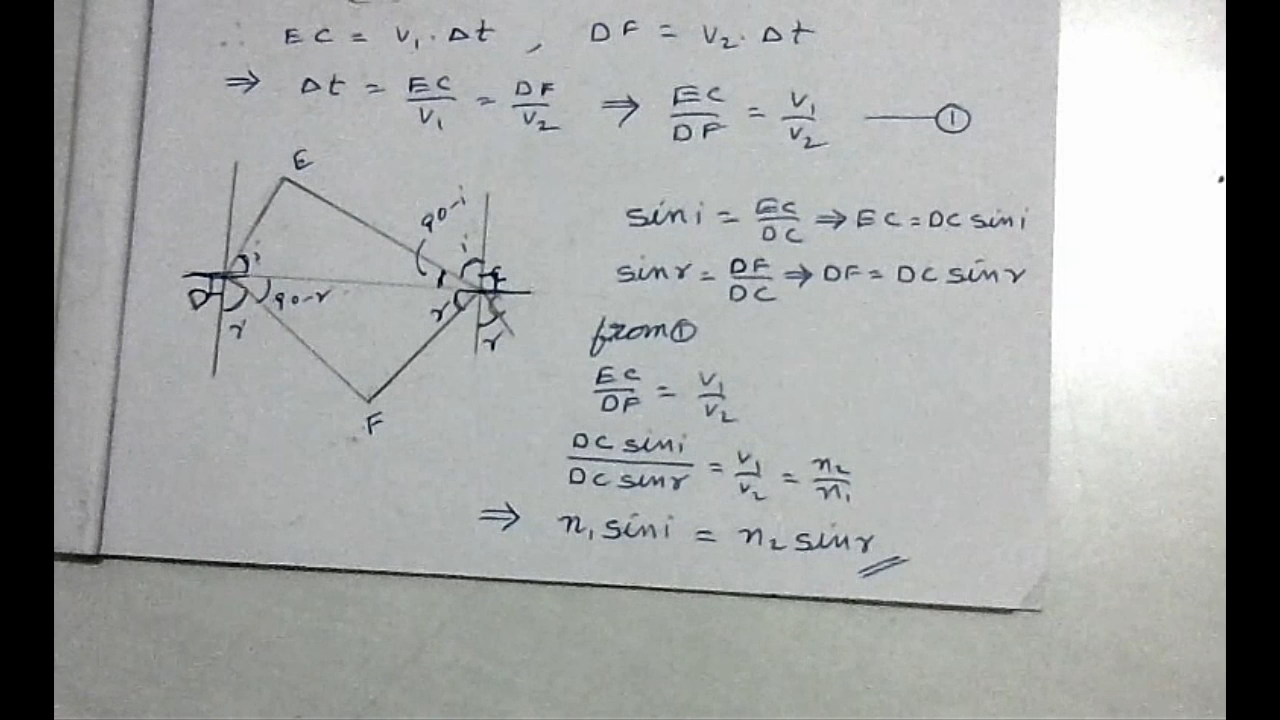 ∴ EC = V₁·Δt , DF = V₂·Δt
⇒ Δt = EC/V₁ = DF/V₂ ⇒ EC/DF = V₁/V₂ —— ①
E
90-i
i
i
D
90-r
r
r
r
C
F
sin i = EC/DC ⇒ EC = DC sin i
sin r = DF/DC ⇒ DF = DC sin r
from ①
EC/DF = V₁/V₂
DC sin i/DC sin r = V₁/V₂ = n₂/n₁
⇒ n₁ sin i = n₂ sin r